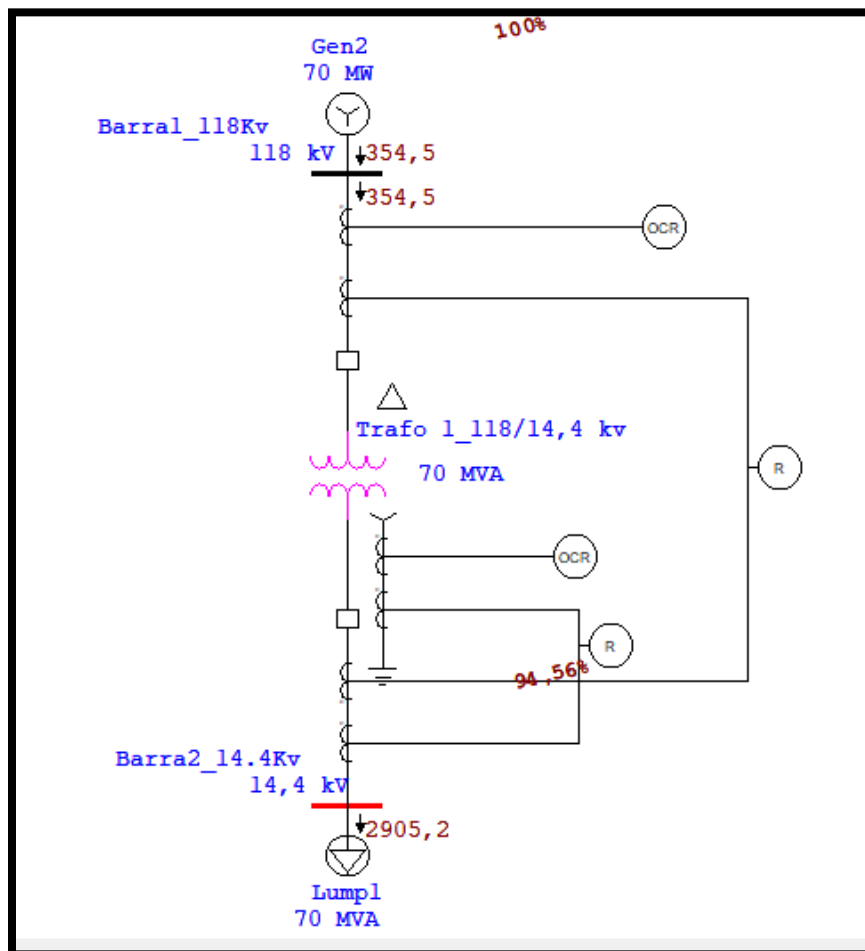 100%
Gen2
70 MW
Barra1_118Kv
118 kV
354,5
354,5
OCR
Trafo 1_118/14,4 kv
70 MVA
R
OCR
R
94,56%
Barra2_14.4Kv
14,4 kV
2905,2
Lump1
70 MVA